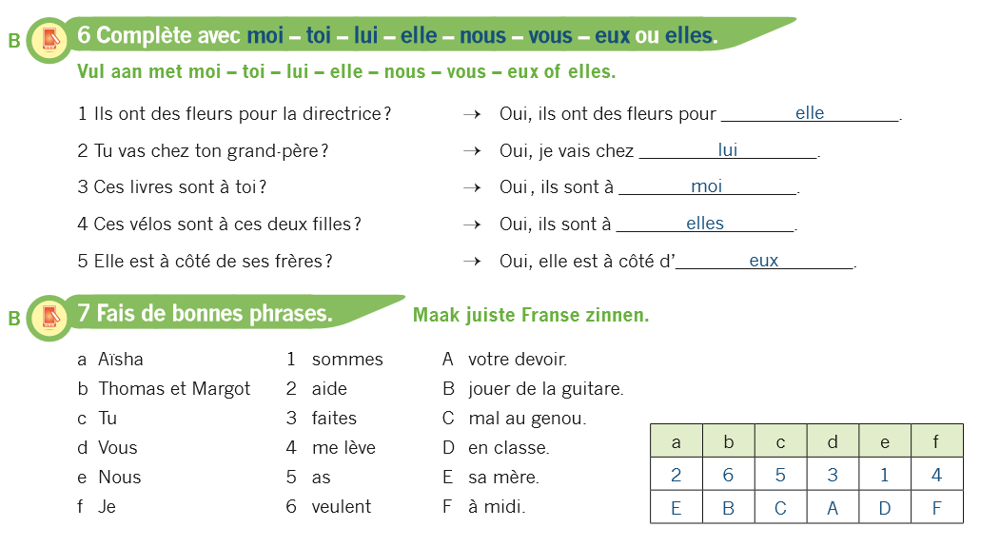 B 6 Complète avec moi – toi – lui – elle – nous – vous – eux ou elles.
Vul aan met moi – toi – lui – elle – nous – vous – eux of elles.
1 Ils ont des fleurs pour la directrice? → Oui, ils ont des fleurs pour elle.
2 Tu vas chez ton grand-père? → Oui, je vais chez lui.
3 Ces livres sont à toi? → Oui, ils sont à moi.
4 Ces vélos sont à ces deux filles? → Oui, ils sont à elles.
5 Elle est à côté de ses frères? → Oui, elle est à côté d’eux.
B 7 Fais de bonnes phrases. Maak juiste Franse zinnen.
a Aïsha 1 sommes A votre devoir.
b Thomas et Margot 2 aide B jouer de la guitare.
c Tu 3 faites C mal au genou.
d Vous 4 me lève D en classe.
e Nous 5 as E sa mère.
f Je 6 veulent F à midi.
a b c d e f
2 6 5 3 1 4
E B C A D F